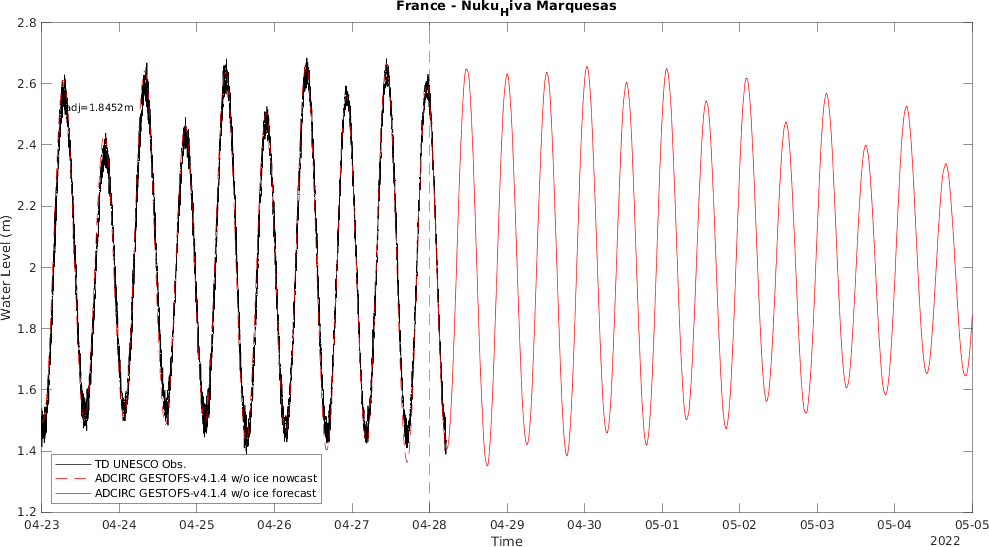 France - Nuku_Hiva Marquesas
2.8
2.6
2.4
2.2
2
1.8
1.6
1.4
1.2
Water Level (m)
adj=1.8452m
TD UNESCO Obs.
ADCIRC GESTOFS-v4.1.4 w/o ice nowcast
ADCIRC GESTOFS-v4.1.4 w/o ice forecast
04-23 04-24 04-25 04-26 04-27 04-28 04-29 04-30 05-01 05-02 05-03 05-04 05-05
Time
2022